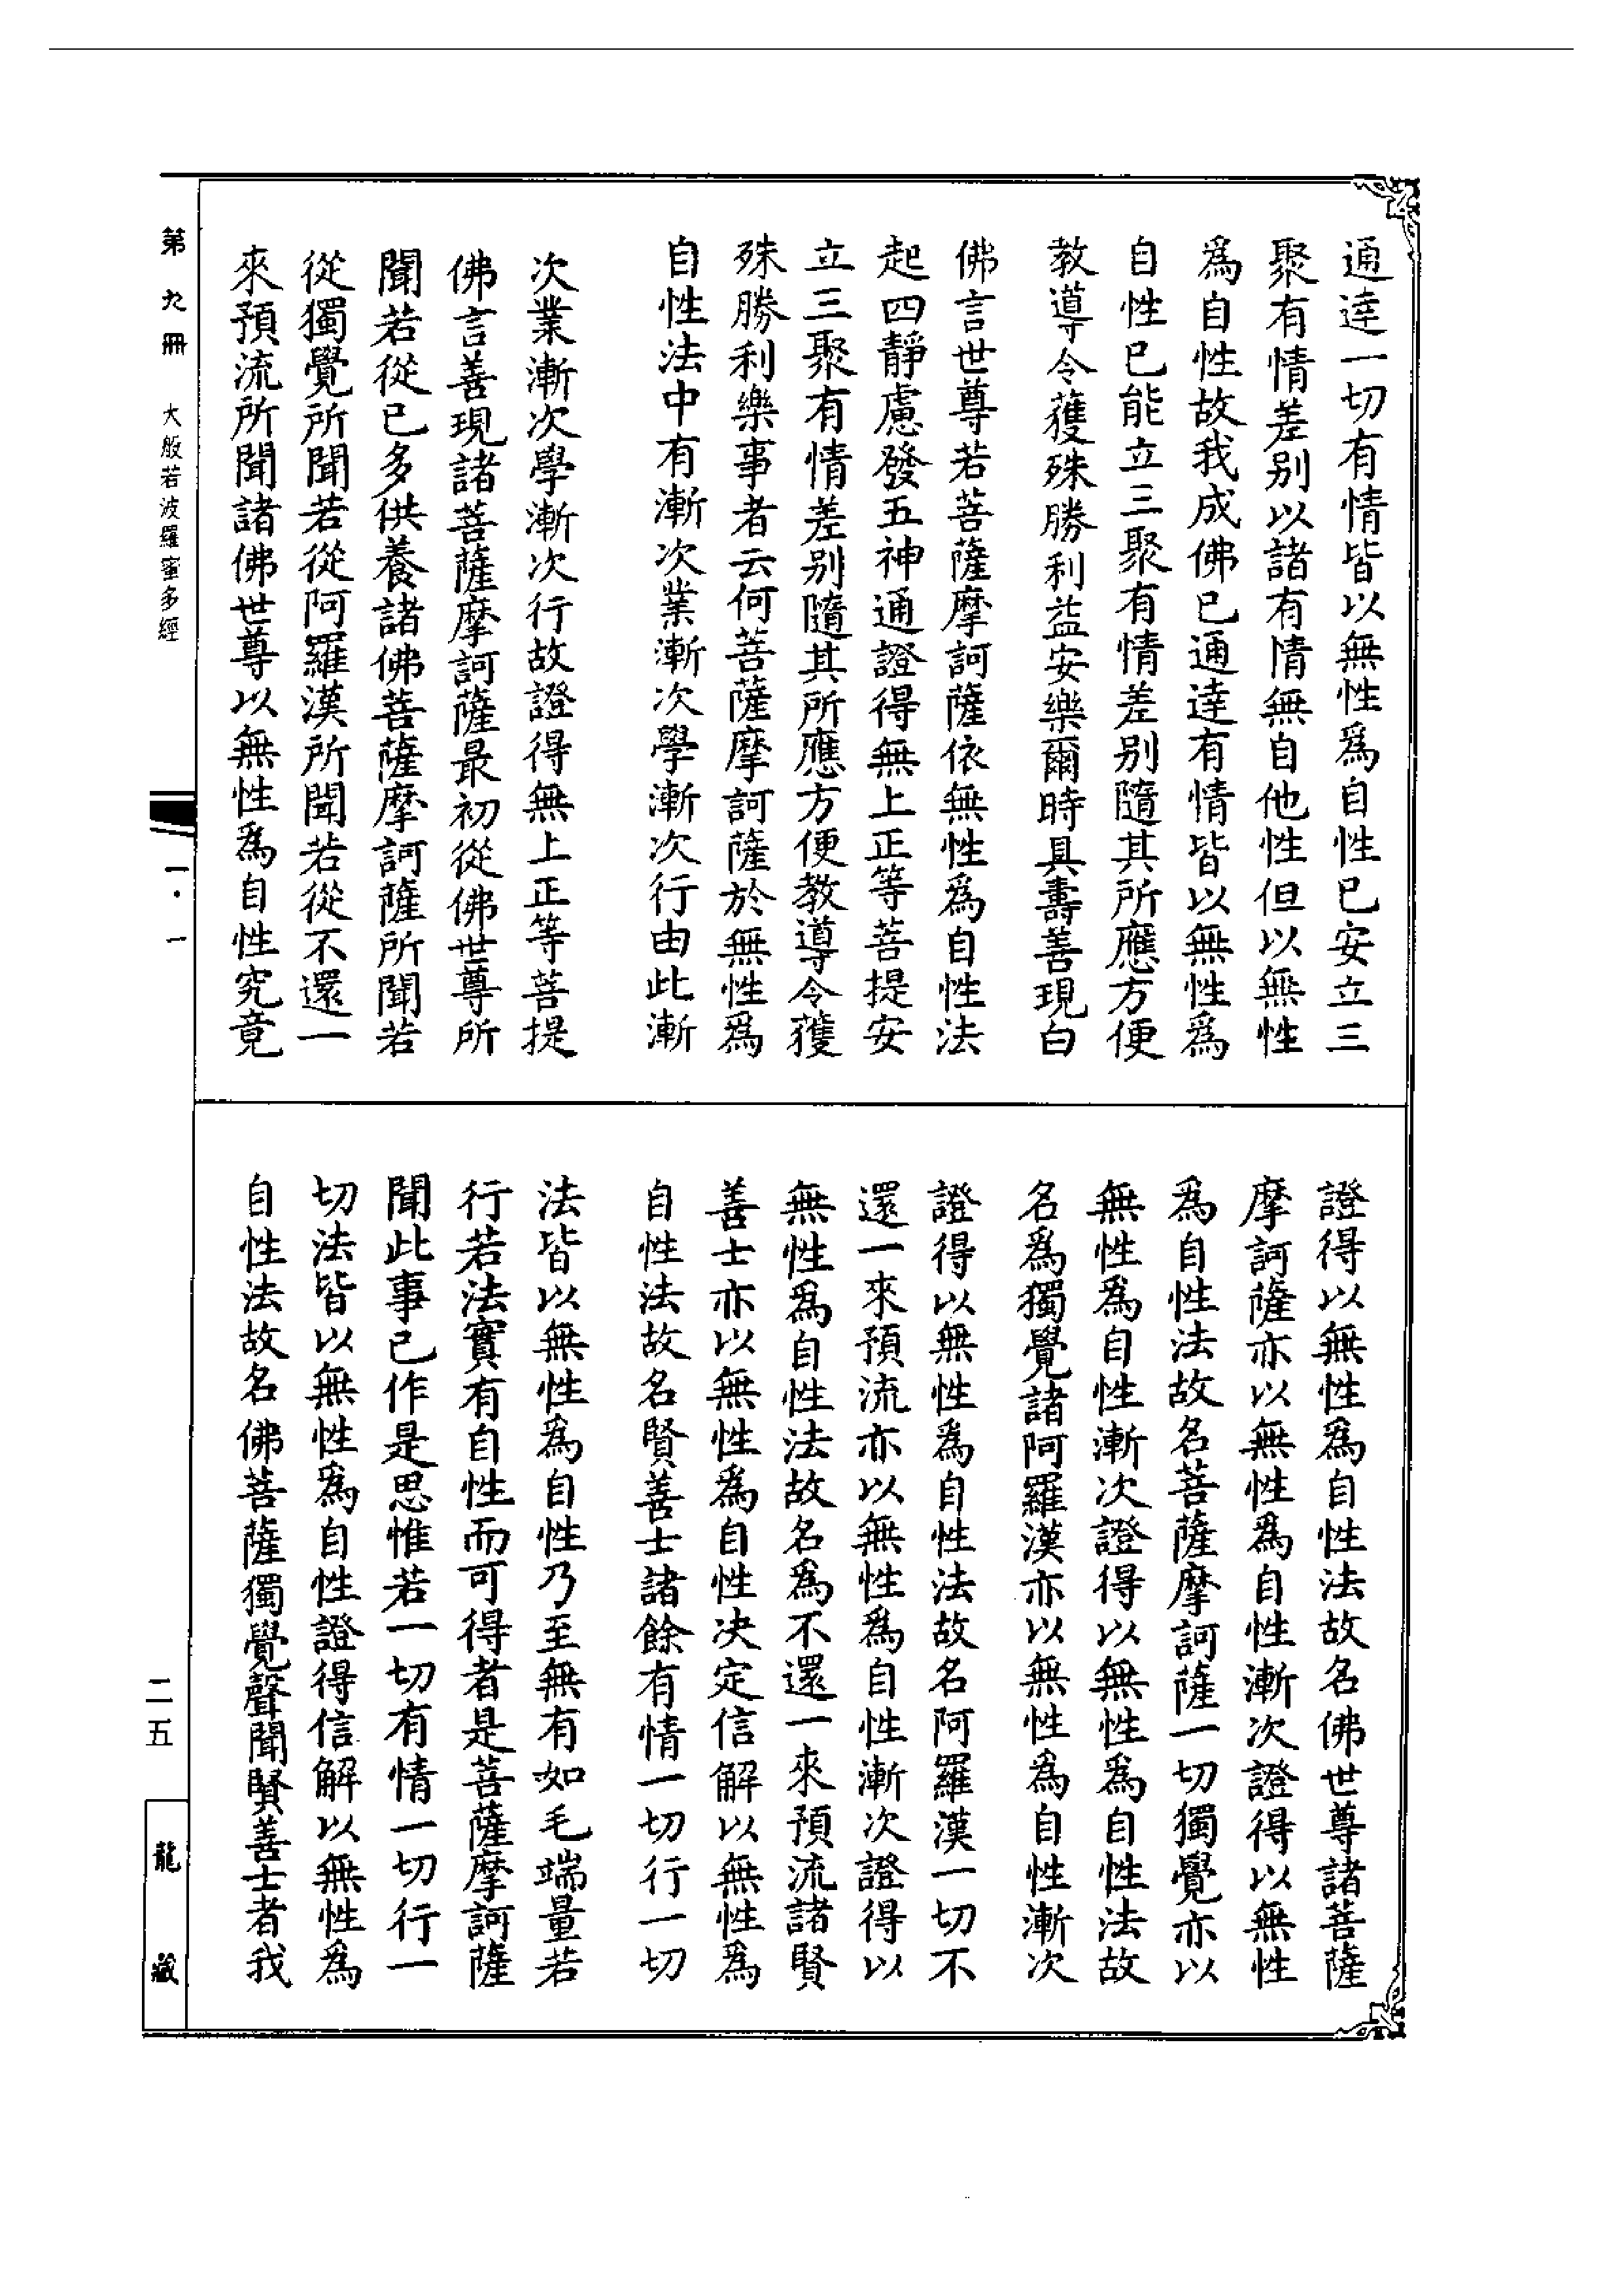 通達一切有情皆以無性爲自性已安立三
聚有情差别以諸有情無自他性但以無性
爲自性故我成佛已通達有情皆以無性爲
自性已能立三聚有情差别隨其所應方便
教導令獲殊勝利益安樂爾時具壽善現白
佛言世尊若菩薩摩訶薩依無性爲自性法
起四靜慮發五神通證得無上正等菩提安
立三聚有情差别隨其所應方便教導令獲
殊勝利樂事者云何菩薩摩訶薩於無性爲
自性法中有漸次業漸次學漸次行由此漸
次業漸次學漸次行故證得無上正等菩提
佛言善現諸菩薩摩訶薩最初從佛世尊所
聞若從已多供養諸佛菩薩摩訶薩所聞若
從獨覺所聞若從阿羅漢所聞若從不還一
來預流所聞諸佛世尊以無性爲自性究竟
證得以無性爲自性法故名佛世尊諸菩薩
摩訶薩亦以無性爲自性漸次證得以無性
爲自性法故名菩薩摩訶薩一切獨覺亦以
無性爲自性漸次證得以無性爲自性法故
名爲獨覺諸阿羅漢亦以無性爲自性漸次
證得以無性爲自性法故名阿羅漢一切不
還一來預流亦以無性爲自性漸次證得以
無性爲自性法故名爲不還一來預流諸賢
善士亦以無性爲自性决定信解以無性爲
自性法故名賢善士諸餘有情一切行一切
法皆以無性爲自性乃至無有如毛端量若
行若法實有自性而可得者是菩薩摩訶薩
聞此事已作是思惟若一切有情一切行一
切法皆以無性爲自性證得信解以無性爲
自性法故名佛菩薩獨覺聲聞賢善士者我
第九冊　大般若波羅蜜多經
一·一
二五
龍藏